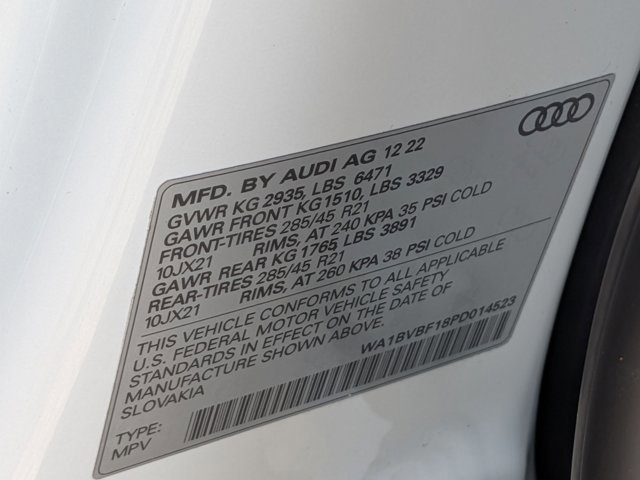 MFD. BY AUDI AG 12 22
GVWR KG 2935, LBS 6471
GAWR FRONT KG1510, LBS 3329
FRONT-TIRES 285/45 R21
10JX21 RIMS, AT 240 KPA 35 PSI COLD
GAWR REAR KG 1765 LBS 3891
REAR-TIRES 285/45 R21
10JX21 RIMS, AT 260 KPA 38 PSI COLD
THIS VEHICLE CONFORMS TO ALL APPLICABLE
U.S. FEDERAL MOTOR VEHICLE SAFETY
STANDARDS IN EFFECT ON THE DATE OF
MANUFACTURE SHOWN ABOVE.
SLOVAKIA WA1BVBF18PD014523
TYPE:
MPV